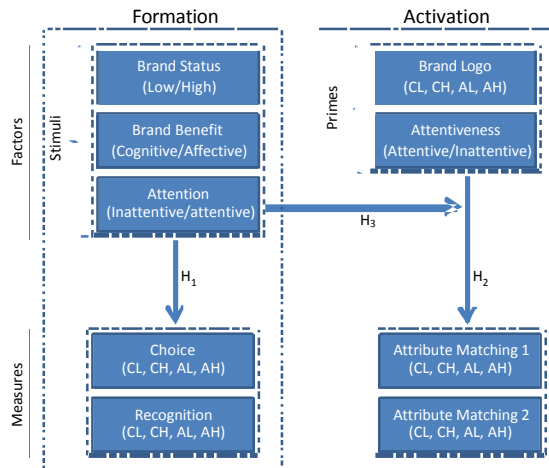 Formation
Activation
Factors
Stimuli
Brand Status
(Low/High)
Brand Benefit
(Cognitive/Affective)
Attention
(Inattentive/attentive)
Primes
Brand Logo
(CL, CH, AL, AH)
Attentiveness
(Attentive/Inattentive)
H3
H1
H2
Measures
Choice
(CL, CH, AL, AH)
Recognition
(CL, CH, AL, AH)
Attribute Matching 1
(CL, CH, AL, AH)
Attribute Matching 2
(CL, CH, AL, AH)